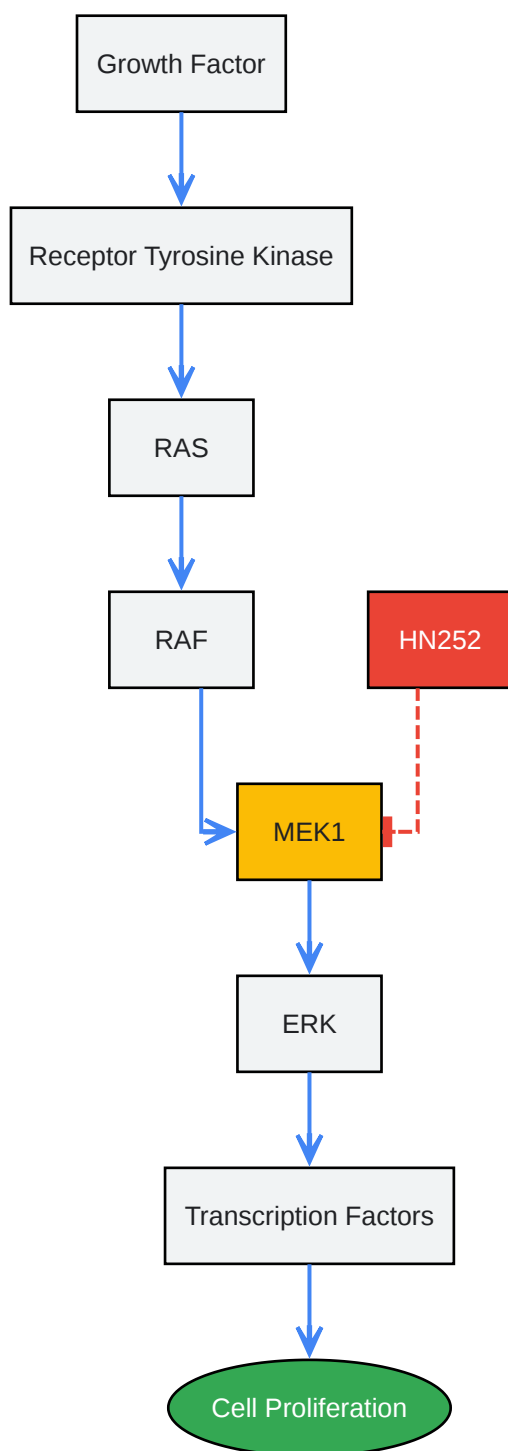 Growth Factor
Receptor Tyrosine Kinase
RAS
RAF
HN252
MEK1
ERK
Transcription Factors
Cell Proliferation